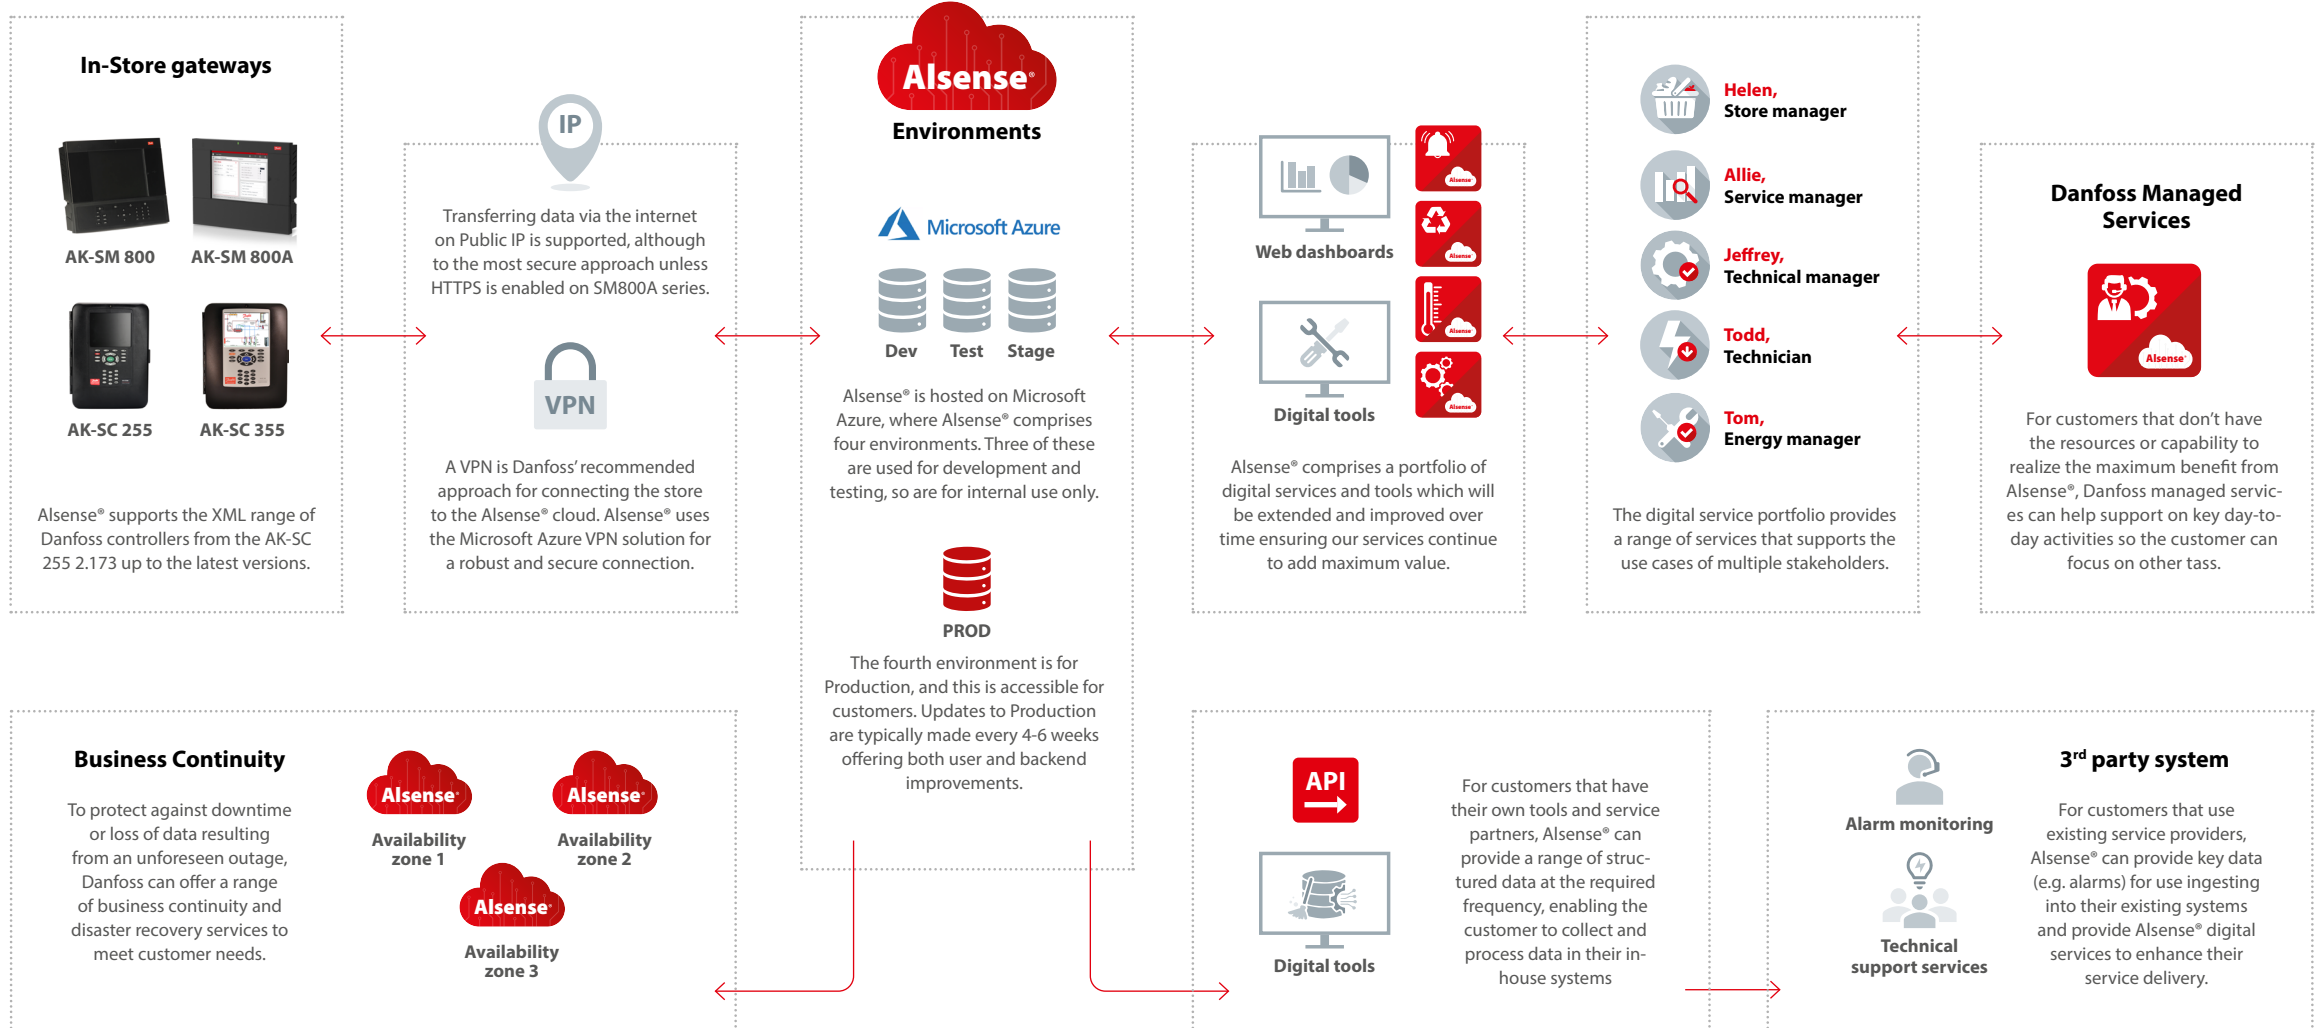 In-Store gateways
AK-SM 800
AK-SM 800A
AK-SC 255
AK-SC 355
Alsense® supports the XML range of
Danfoss controllers from the AK-SC
255 2.173 up to the latest versions.
IP
Transferring data via the internet
on Public IP is supported, although
to the most secure approach unless
HTTPS is enabled on SM800A series.
VPN
A VPN is Danfoss’ recommended
approach for connecting the store
to the Alsense® cloud. Alsense® uses
the Microsoft Azure VPN solution for
a robust and secure connection.
Alsense®
Environments
Microsoft Azure
Dev
Test
Stage
Alsense® is hosted on Microsoft
Azure, where Alsense® comprises
four environments. Three of these
are used for development and
testing, so are for internal use only.
PROD
The fourth environment is for
Production, and this is accessible for
customers. Updates to Production
are typically made every 4-6 weeks
offering both user and backend
improvements.
Web dashboards
Digital tools
Alsense®
Alsense®
Alsense®
Alsense®
Alsense® comprises a portfolio of
digital services and tools which will
be extended and improved over
time ensuring our services continue
to add maximum value.
Helen,
Store manager
Allie,
Service manager
Jeffrey,
Technical manager
Todd,
Technician
Tom,
Energy manager
The digital service portfolio provides
a range of services that supports the
use cases of multiple stakeholders.
Danfoss Managed
Services
Alsense®
For customers that don’t have
the resources or capability to
realize the maximum benefit from
Alsense®, Danfoss managed servic-
es can help support on key day-to-
day activities so the customer can
focus on other tass.
Business Continuity
To protect against downtime
or loss of data resulting
from an unforeseen outage,
Danfoss can offer a range
of business continuity and
disaster recovery services to
meet customer needs.
Alsense®
Availability
zone 1
Alsense®
Availability
zone 2
Alsense®
Availability
zone 3
API
Digital tools
For customers that have
their own tools and service
partners, Alsense® can
provide a range of struc-
tured data at the required
frequency, enabling the
customer to collect and
process data in their in-
house systems
Alarm monitoring
Technical
support services
3rd party system
For customers that use
existing service providers,
Alsense® can provide key data
(e.g. alarms) for use ingesting
into their existing systems
and provide Alsense® digital
services to enhance their
service delivery.